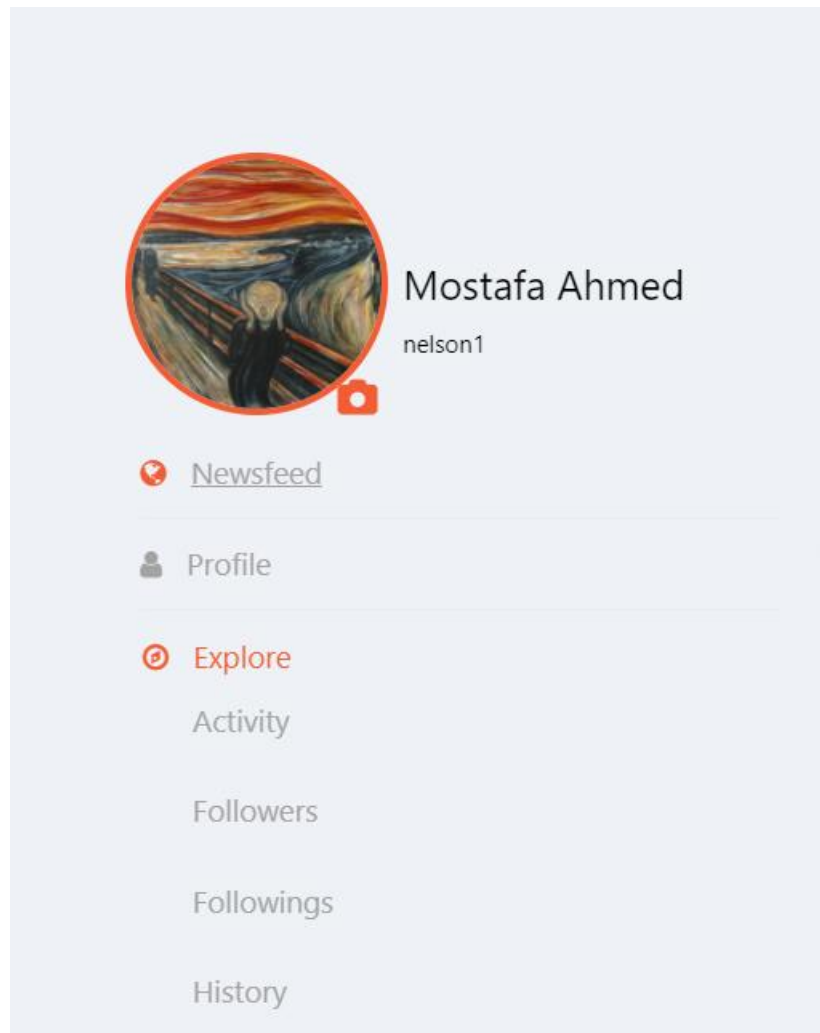 Mostafa Ahmed
nelson1
Newsfeed
Profile
Explore
Activity
Followers
Followings
History